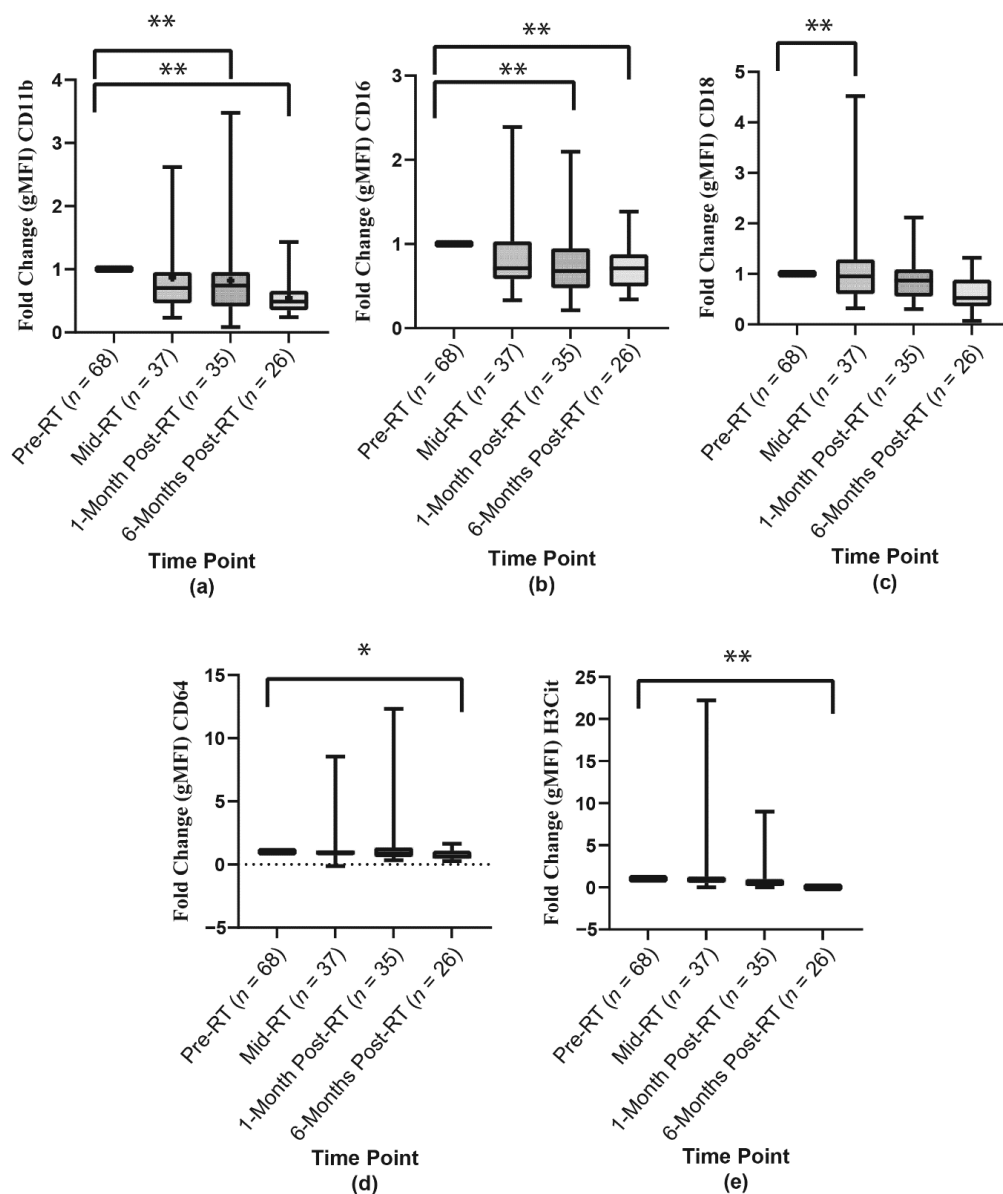 **
**
Fold Change (gMFI) CD11b
4
3
2
1
0
Pre-RT (n = 68)
Mid-RT (n = 37)
1-Month Post-RT (n = 35)
6-Months Post-RT (n = 26)
Time Point
(a)
**
**
Fold Change (gMFI) CD16
3
2
1
0
Pre-RT (n = 68)
Mid-RT (n = 37)
1-Month Post-RT (n = 35)
6-Months Post-RT (n = 26)
Time Point
(b)
**
Fold Change (gMFI) CD18
5
4
3
2
1
0
Pre-RT (n = 68)
Mid-RT (n = 37)
1-Month Post-RT (n = 35)
6-Months Post-RT (n = 26)
Time Point
(c)
*
Fold Change (gMFI) CD64
15
10
5
0
−5
Pre-RT (n = 68)
Mid-RT (n = 37)
1-Month Post-RT (n = 35)
6-Months Post-RT (n = 26)
Time Point
(d)
**
Fold Change (gMFI) H3Cit
25
20
15
10
5
0
−5
Pre-RT (n = 68)
Mid-RT (n = 37)
1-Month Post-RT (n = 35)
6-Months Post-RT (n = 26)
Time Point
(e)